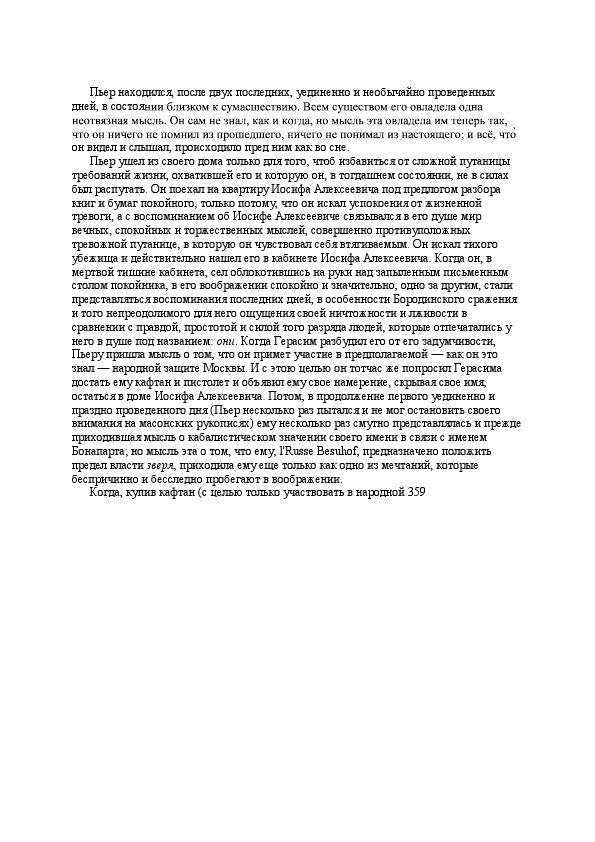 Пьер находился, после двух последних, уединенно и необычайно проведенных
дней, в состоянии близком к сумасшествию. Всем существом его овладела одна
неотвязная мысль. Он сам не знал, как и когда, но мысль эта овладела им теперь так,
что он ничего не помнил из прошедшего, ничего не понимал из настоящего; и всё, что̀
он видел и слышал, происходило пред ним как во сне.
Пьер ушел из своего дома только для того, чтоб избавиться от сложной путаницы
требований жизни, охватившей его и которую он, в тогдашнем состоянии, не в силах
был распутать. Он поехал на квартиру Иосифа Алексеевича под предлогом разбора
книг и бумаг покойного, только потому, что он искал успокоения от жизненной
тревоги, а с воспоминанием об Иосифе Алексеевиче связывался в его душе мир
вечных, спокойных и торжественных мыслей, совершенно противуположных
тревожной путанице, в которую он чувствовал себя втягиваемым. Он искал тихого
убежища и действительно нашел его в кабинете Иосифа Алексеевича. Когда он, в
мертвой тишине кабинета, сел облокотившись на руки над запыленным письменным
столом покойника, в его воображении спокойно и значительно, одно за другим, стали
представляться воспоминания последних дней, в особенности Бородинского сражения
и того непреодолимого для него ощущения своей ничтожности и лживости в
сравнении с правдой, простотой и силой того разряда людей, которые отпечатались у
него в душе под названием: они. Когда Герасим разбудил его от его задумчивости,
Пьеру пришла мысль о том, что он примет участие в предполагаемой — как он это
знал — народной защите Москвы. И с этою целью он тотчас же попросил Герасима
достать ему кафтан и пистолет и объявил ему свое намерение, скрывая свое имя,
остаться в доме Иосифа Алексеевича. Потом, в продолжение первого уединенно и
праздно проведенного дня (Пьер несколько раз пытался и не мог остановить своего
внимания на масонских рукописях) ему несколько раз смутно представлялась и прежде
приходившая мысль о кабалистическом значении своего имени в связи с именем
Бонапарта; но мысль эта о том, что ему, l'Russe Besuhof, предназначено положить
предел власти зверя, приходила ему еще только как одно из мечтаний, которые
беспричинно и бесследно пробегают в воображении.
Когда, купив кафтан (с целью только участвовать в народной 359